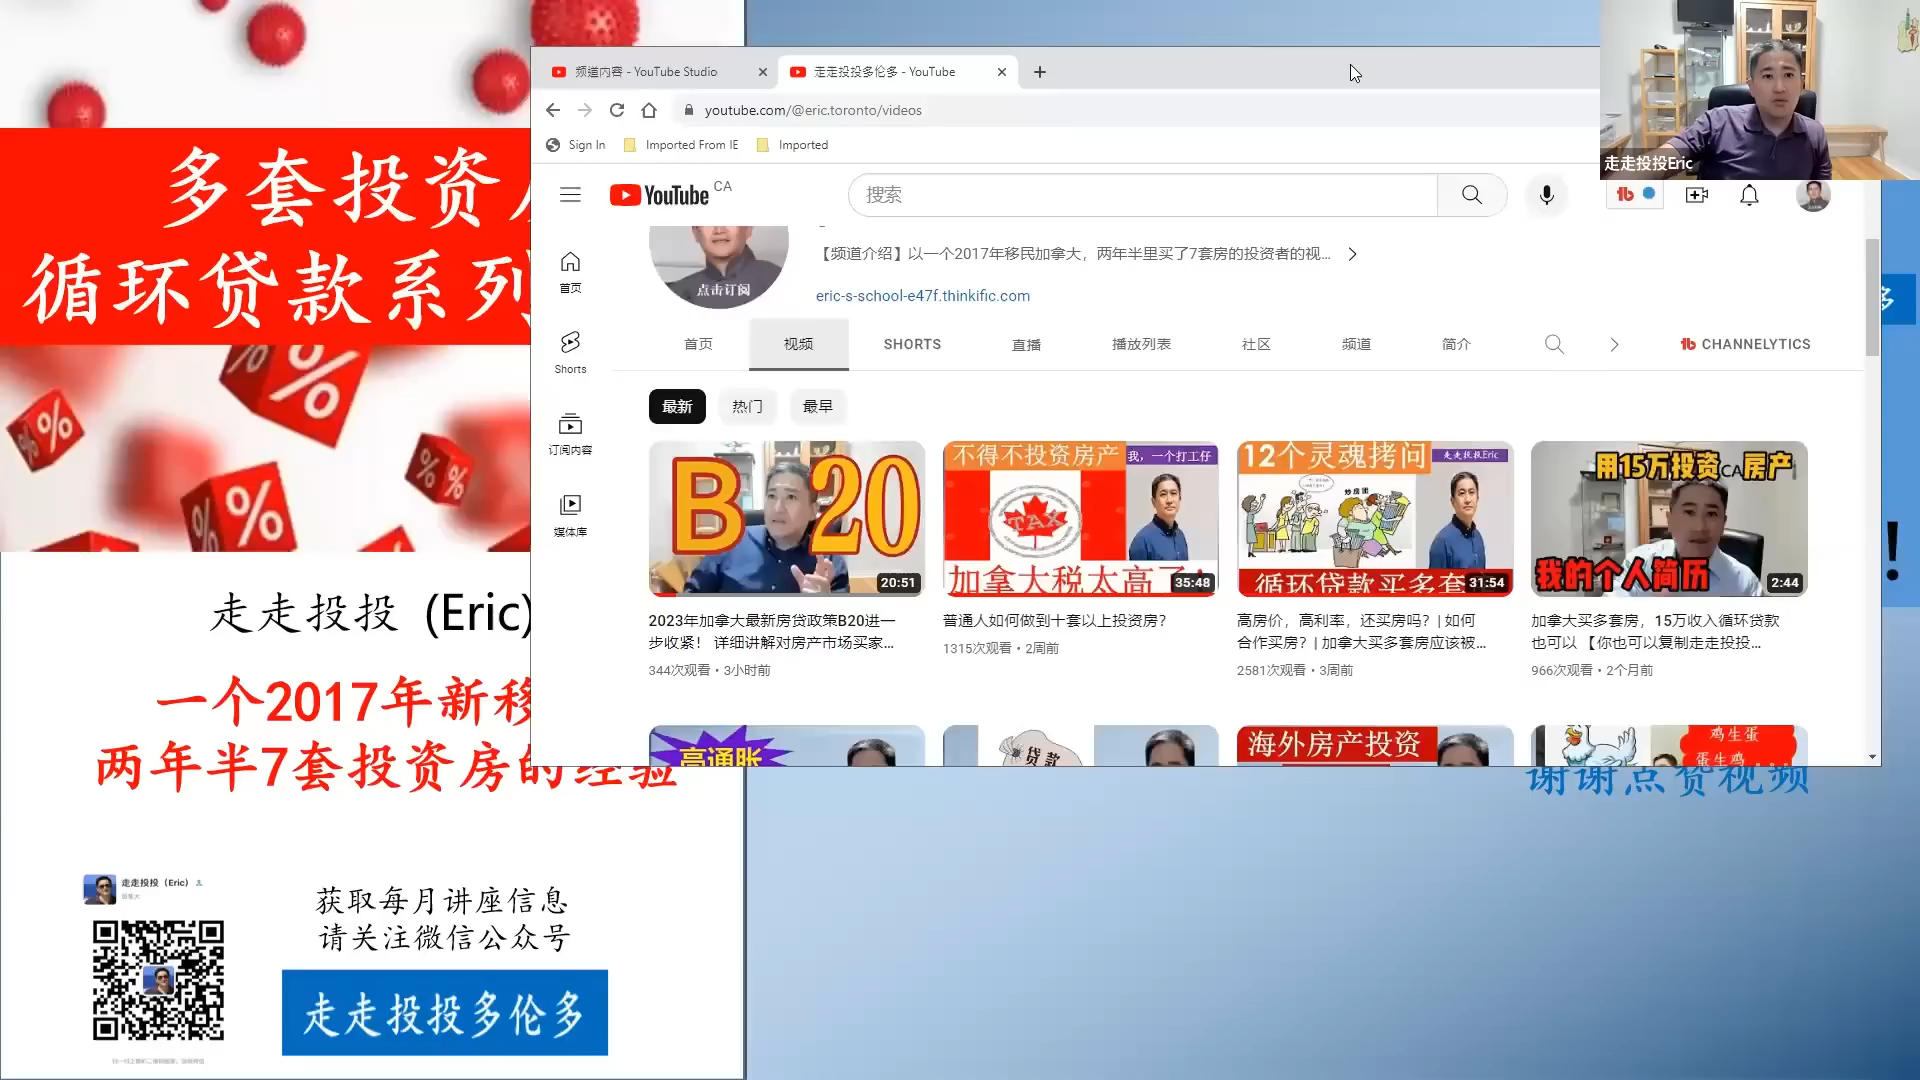 多套投资
循环贷款系列
走走投投 (Eric)
一个2017年新移
两年半7套投资房的经验
走走投投 (Eric)
获取每月讲座信息
请关注微信公众号
走走投投多伦多
频道内容 - YouTube Studio
走走投投多伦多 - YouTube
youtube.com/@eric.toronto/videos
Sign In
Imported From IE
Imported
走走投投Eric
YouTube CA
搜索
首页
Shorts
订阅内容
媒体库
点击订阅
【频道介绍】以一个2017年移民加拿大，两年半里买了7套房的投资者的视...
eric-s-school-e47f.thinkific.com
首页
视频
SHORTS
直播
播放列表
社区
频道
简介
CHANNELYTICS
最新
热门
最早
B 20
20:51
2023年加拿大最新房贷政策B20进一
步收紧！ 详细讲解对房产市场买家...
344次观看・3小时前
不得不投资房产
我，一个打工仔
TAX
加拿大税太高了！
35:48
普通人如何做到十套以上投资房?
1315次观看・2周前
12个灵魂拷问
走走投投Eric
炒房团
循环贷款买多套
31:54
高房价，高利率，还买房吗? | 如何
合作买房? | 加拿大买多套房应该被...
2581次观看・3周前
用15万投资CA房产
我的个人简历
2:44
加拿大买多套房，15万收入循环贷款
也可以 【你也可以复制走走投投...
966次观看・2个月前
高通胀
贷款
海外房产投资
鸡生蛋
蛋生鸡
多
！
谢谢点赞视频